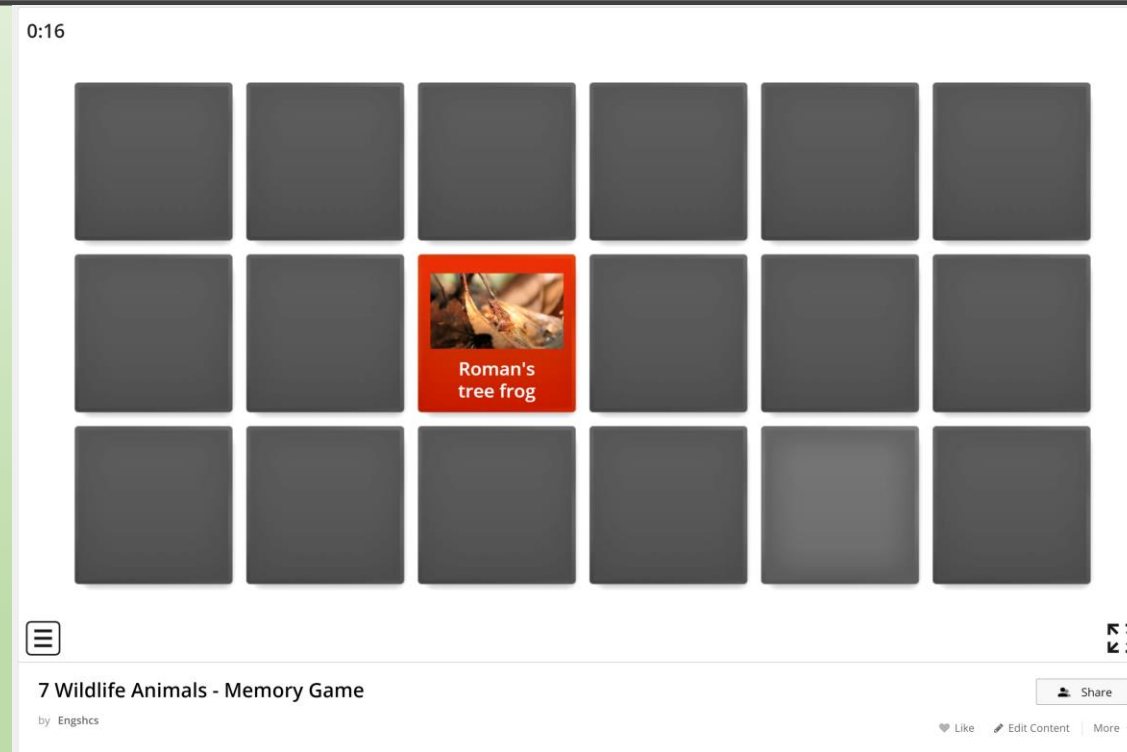 0:16
Roman's
tree frog
7 Wildlife Animals - Memory Game
Share
by Engshcs
Like Edit Content More